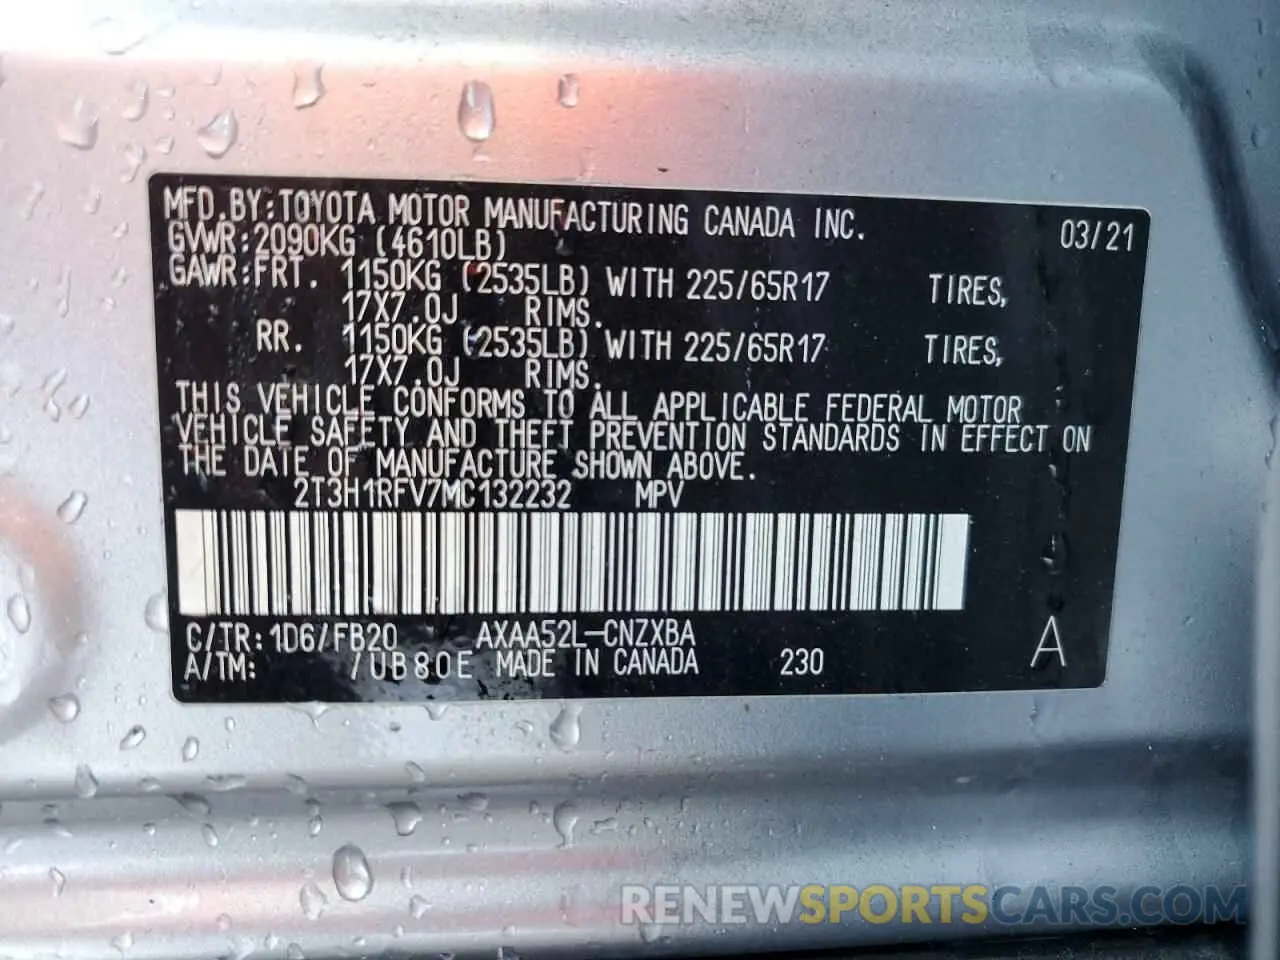 MFD.BY:TOYOTA MOTOR MANUFACTURING CANADA INC. 03/21
GVWR:2090KG (4610LB)
GAWR:FRT. 1150KG (2535LB) WITH 225/65R17 TIRES,
17X7.0J RIMS.
RR. 1150KG (2535LB) WITH 225/65R17 TIRES,
17X7.0J RIMS.
THIS VEHICLE CONFORMS TO ALL APPLICABLE FEDERAL MOTOR
VEHICLE SAFETY AND THEFT PREVENTION STANDARDS IN EFFECT ON
THE DATE OF MANUFACTURE SHOWN ABOVE.
2T3H1RFV7MC132232 MPV
C/TR:1D6/FB20 AXAA52L-CNZXBA
A/TM: /UB80E MADE IN CANADA 230 A
RENEWSPORTSCARS.COM